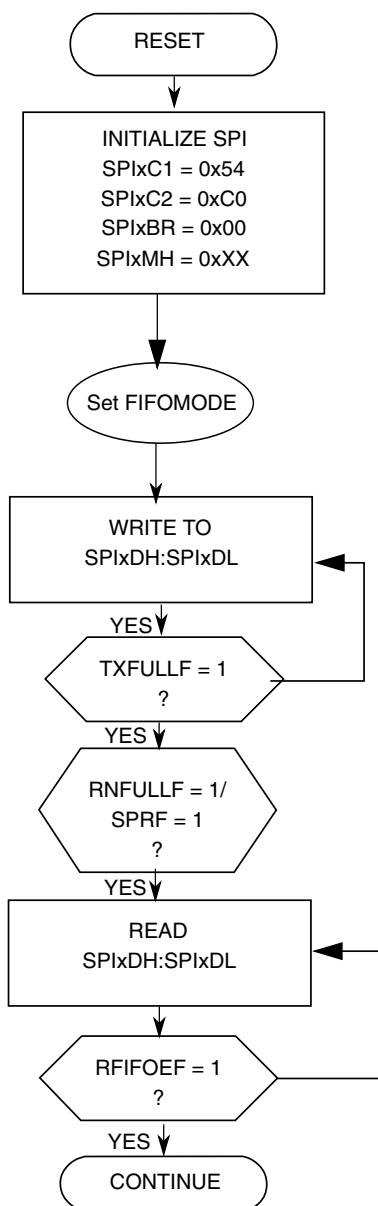 RESET
INITIALIZE SPI
SPIxC1 = 0x54
SPIxC2 = 0xC0
SPIxBR = 0x00
SPIxMH = 0xXX
Set FIFOMODE
WRITE TO
SPIxDH:SPIxDL
YES
TXFULLF = 1
?
YES
RNFULLF = 1/
SPRF = 1
?
YES
READ
SPIxDH:SPIxDL
RFIFOEF = 1
?
YES
CONTINUE